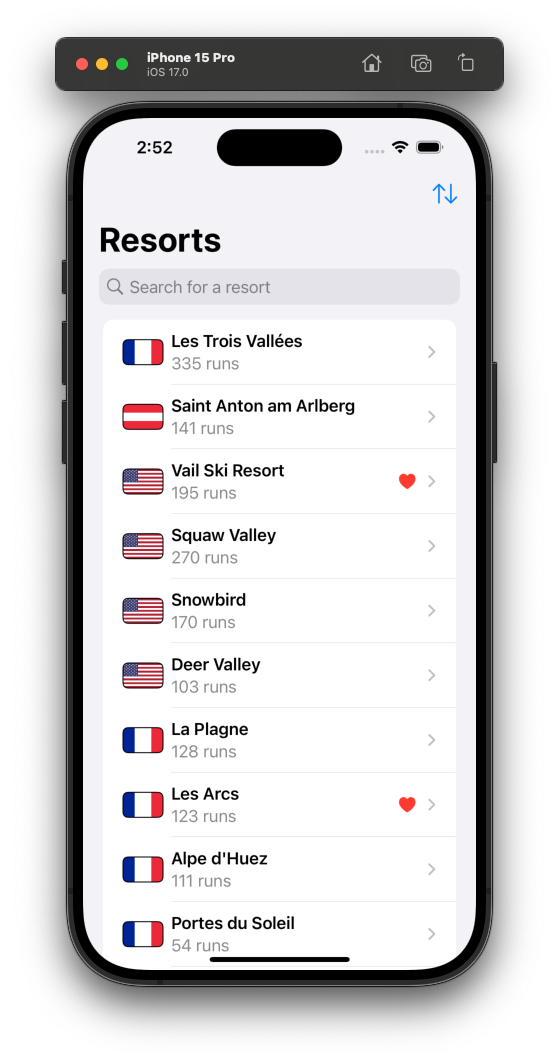 iPhone 15 Pro
iOS 17.0
2:52
Resorts
Search for a resort
Les Trois Vallées
335 runs
Saint Anton am Arlberg
141 runs
Vail Ski Resort
195 runs
Squaw Valley
270 runs
Snowbird
170 runs
Deer Valley
103 runs
La Plagne
128 runs
Les Arcs
123 runs
Alpe d'Huez
111 runs
Portes du Soleil
54 runs